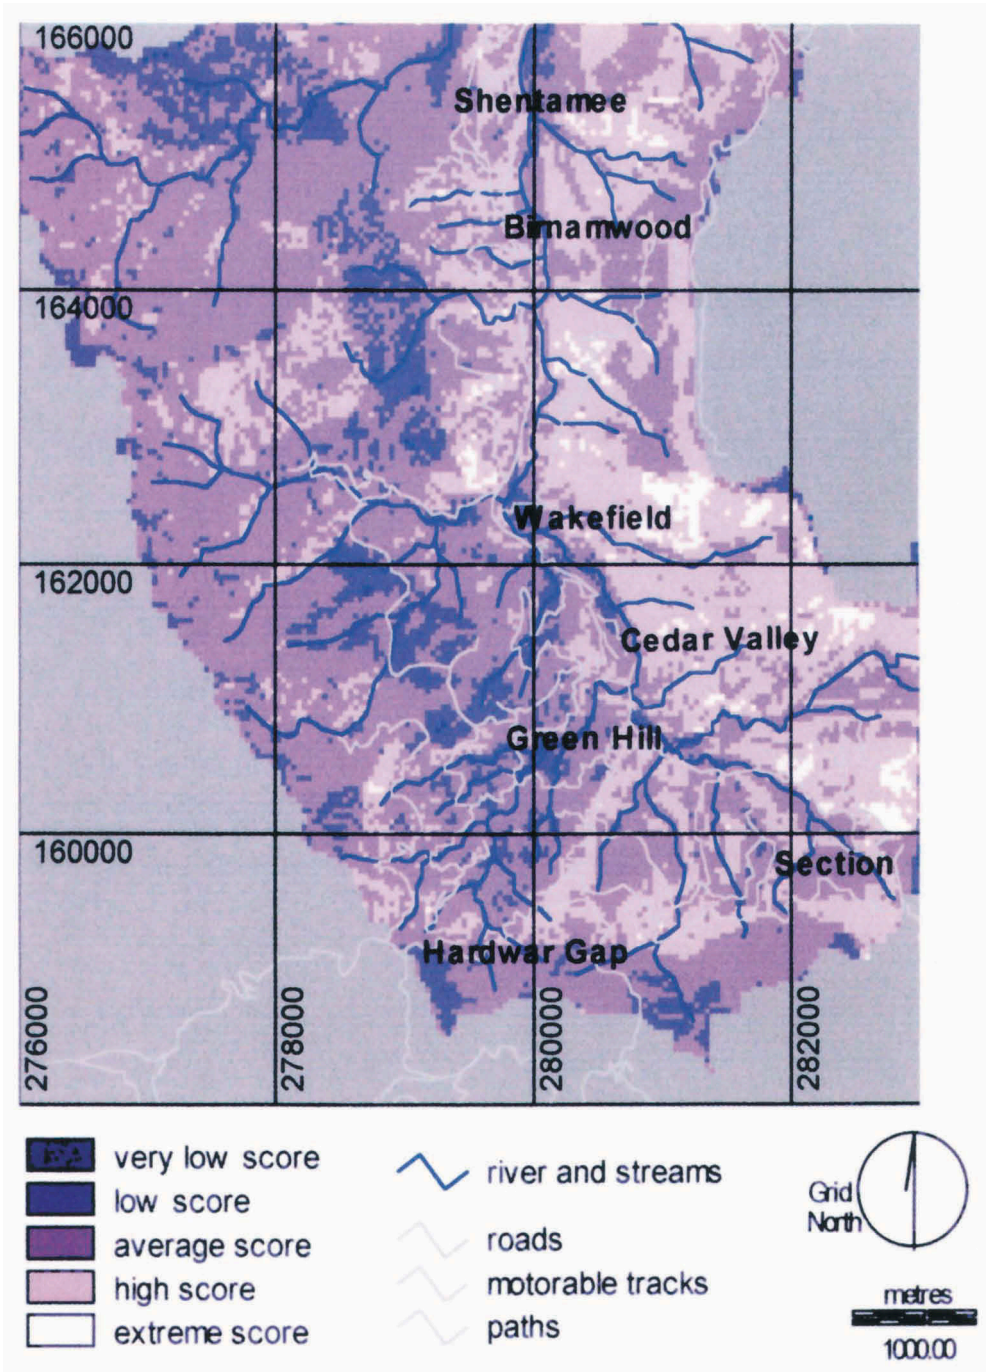 166000
Shentamee
Birnamwood
164000
Wakefield
162000
Cedar Valley
Green Hill
160000
Section
Hardwar Gap
276000
278000
280000
282000
very low score
low score
average score
high score
extreme score
river and streams
roads
motorable tracks
paths
Grid
North
metres
1000.00